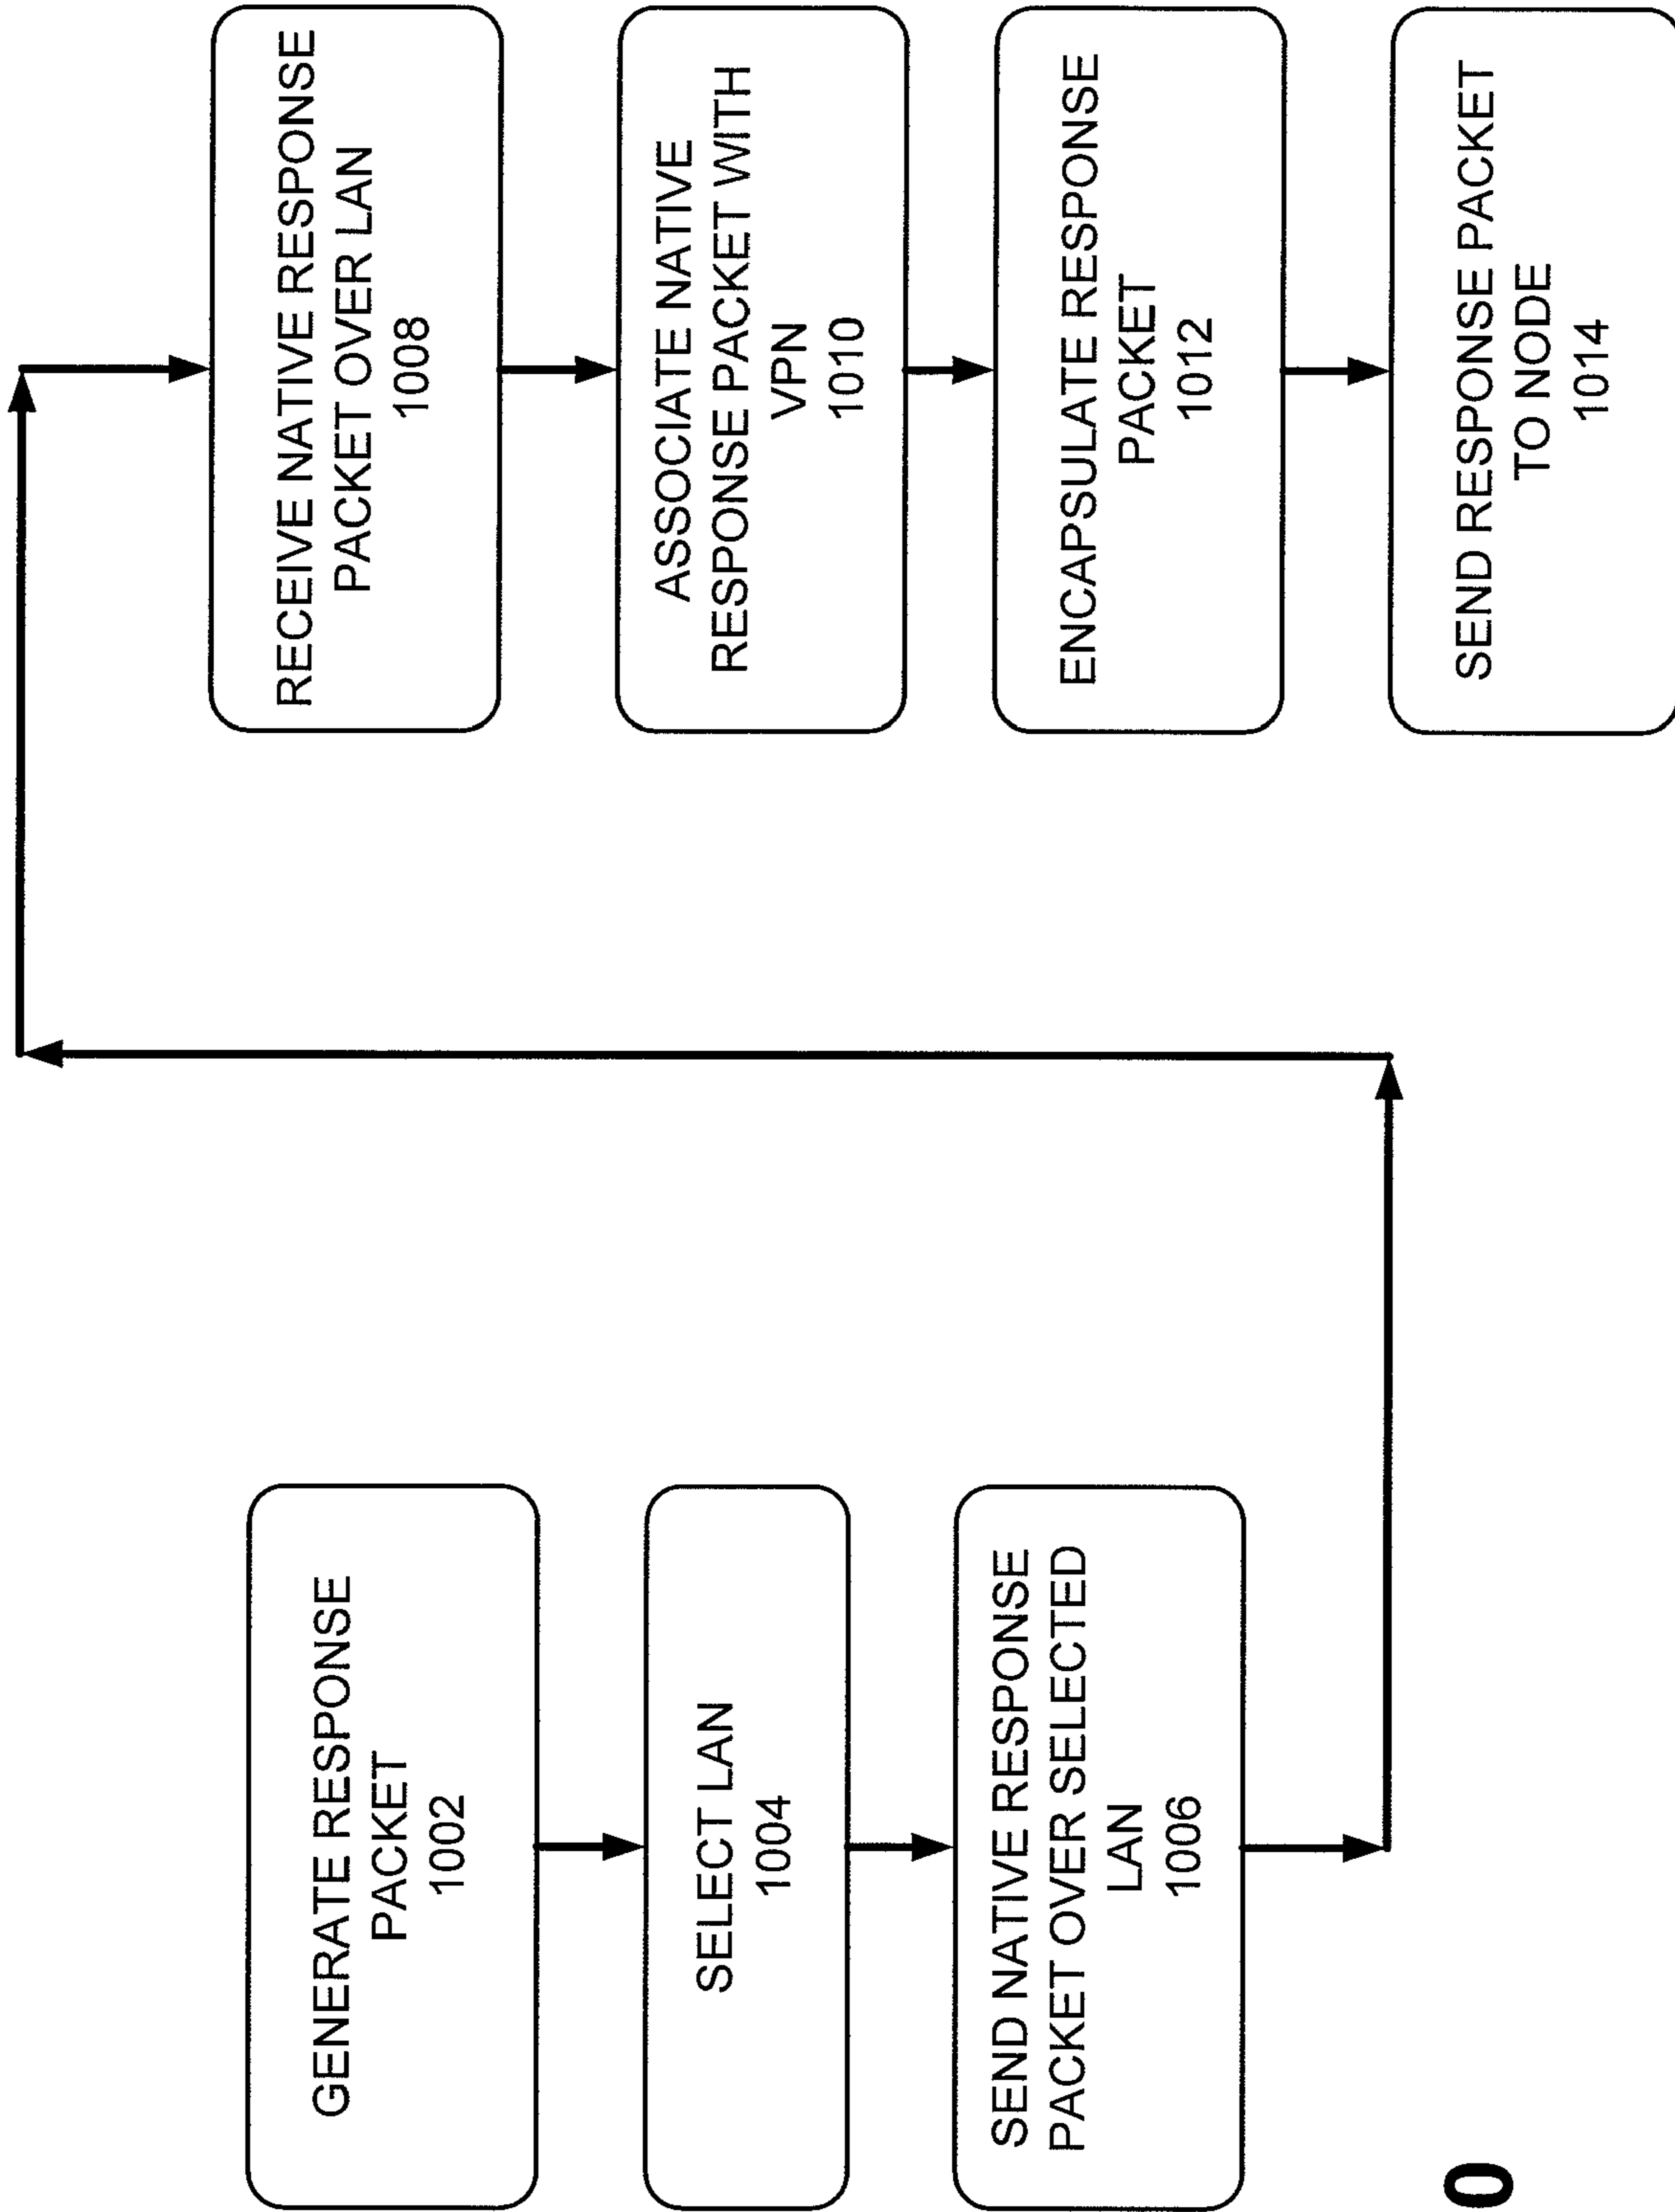 GENERATE RESPONSE
PACKET
1002
SELECT LAN
1004
SEND NATIVE RESPONSE
PACKET OVER SELECTED
LAN
1006
RECEIVE NATIVE RESPONSE
PACKET OVER LAN
1008
ASSOCIATE NATIVE
RESPONSE PACKET WITH
VPN
1010
ENCAPSULATE RESPONSE
PACKET
1012
SEND RESPONSE PACKET
TO NODE
1014
0